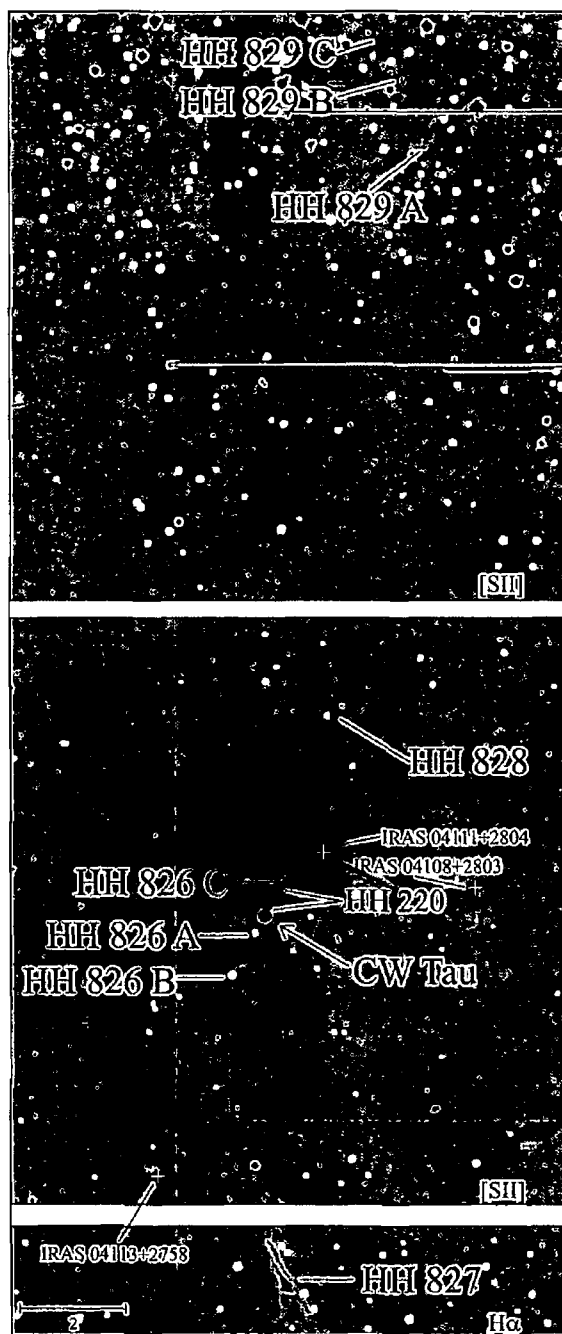 HH 829 C
HH 829 B
HH 829 A
[SII]
HH 828
IRAS 04111+2804
IRAS 04108+2803
HH 826 C
HH 220
HH 826 A
CW Tau
HH 826 B
[SII]
IRAS 04113+2758
HH 827
2'
Hα